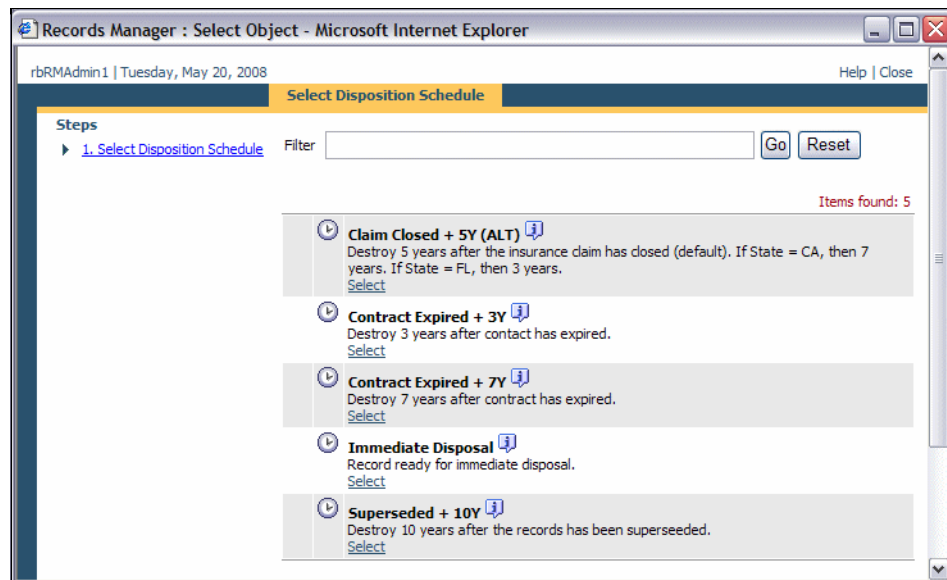 Records Manager : Select Object - Microsoft Internet Explorer
rbRMAdmin1 | Tuesday, May 20, 2008
Help | Close
Select Disposition Schedule
Steps
1. Select Disposition Schedule
Filter
Go
Reset
Items found: 5
Claim Closed + 5Y (ALT)
Destroy 5 years after the insurance claim has closed (default). If State = CA, then 7
years. If State = FL, then 3 years.
Select
Contract Expired + 3Y
Destroy 3 years after contact has expired.
Select
Contract Expired + 7Y
Destroy 7 years after contract has expired.
Select
Immediate Disposal
Record ready for immediate disposal.
Select
Superseded + 10Y
Destroy 10 years after the records has been superseeded.
Select